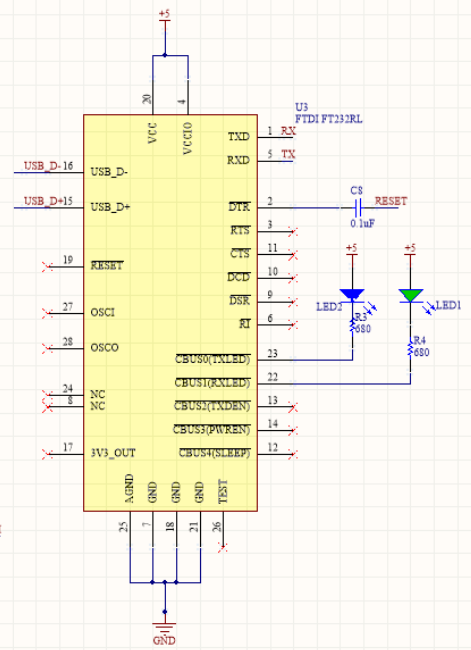 +5
20
4
VCC
VCCIO
U3
FTDI FT232RL
TXD 1 RX
RXD 5 TX
USB_D- 16 USB_D-
USB_D+ 15 USB_D+
DTR 2
C8
0.1uF
RESET
RTS 3
CTS 11
DCD 10
DSR 9
RI 6
19 RESET
27 OSCI
28 OSCO
24 NC
8 NC
17 3V3_OUT
+5
+5
LED2
LED1
R3
680
R4
680
CBUS0(TXLED) 23
CBUS1(RXLED) 22
CBUS2(TXDEN) 13
CBUS3(PWREN) 14
CBUS4(SLEEP) 12
AGND
GND
GND
GND
TEST
25
7
18
21
26
GND